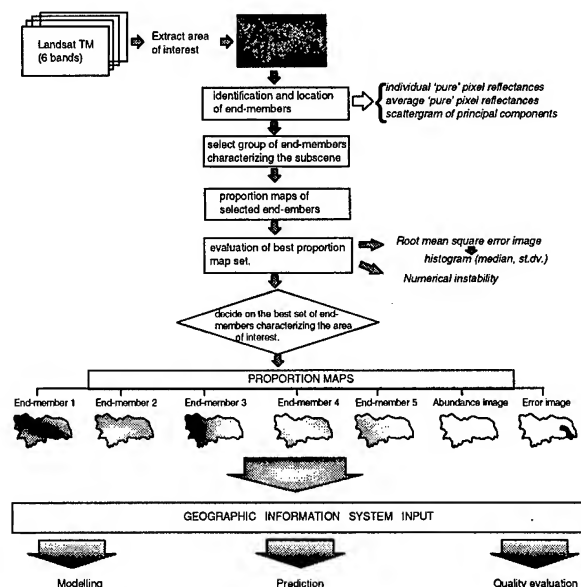 Landsat TM
(6 bands)
Extract area
of interest
identification and location
of end-members
individual 'pure' pixel reflectances
average 'pure' pixel reflectances
scattergram of principal components
select group of end-members
characterizing the subscene
proportion maps of
selected end-embers
evaluation of best proportion
map set.
Root mean square error image
histogram (median, st.dv.)
Numerical instability
decide on the best set of end-
members characterizing the area
of interest.
PROPORTION MAPS
End-member 1 End-member 2 End-member 3 End-member 4 End-member 5 Abundance image Error image
GEOGRAPHIC INFORMATION SYSTEM INPUT
Modelling Prediction Quality evaluation